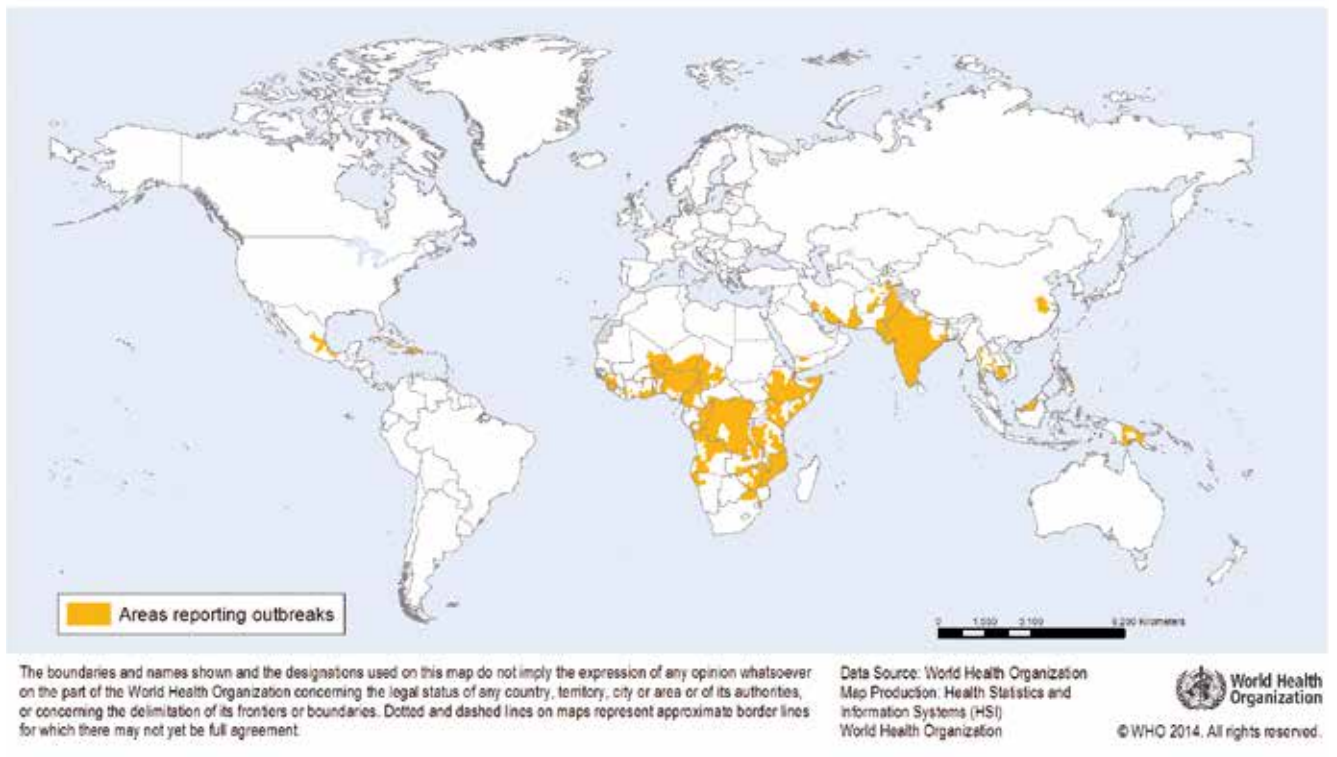 Areas reporting outbreaks
0 1,550 3,100 6,200 Kilometers
The boundaries and names shown and the designations used on this map do not imply the expression of any opinion whatsoever
on the part of the World Health Organization concerning the legal status of any country, territory, city or area or of its authorities,
or concerning the delimitation of its frontiers or boundaries. Dotted and dashed lines on maps represent approximate border lines
for which there may not yet be full agreement.
Data Source: World Health Organization
Map Production: Health Statistics and
Information Systems (HSI)
World Health Organization
World Health
Organization
© WHO 2014. All rights reserved.